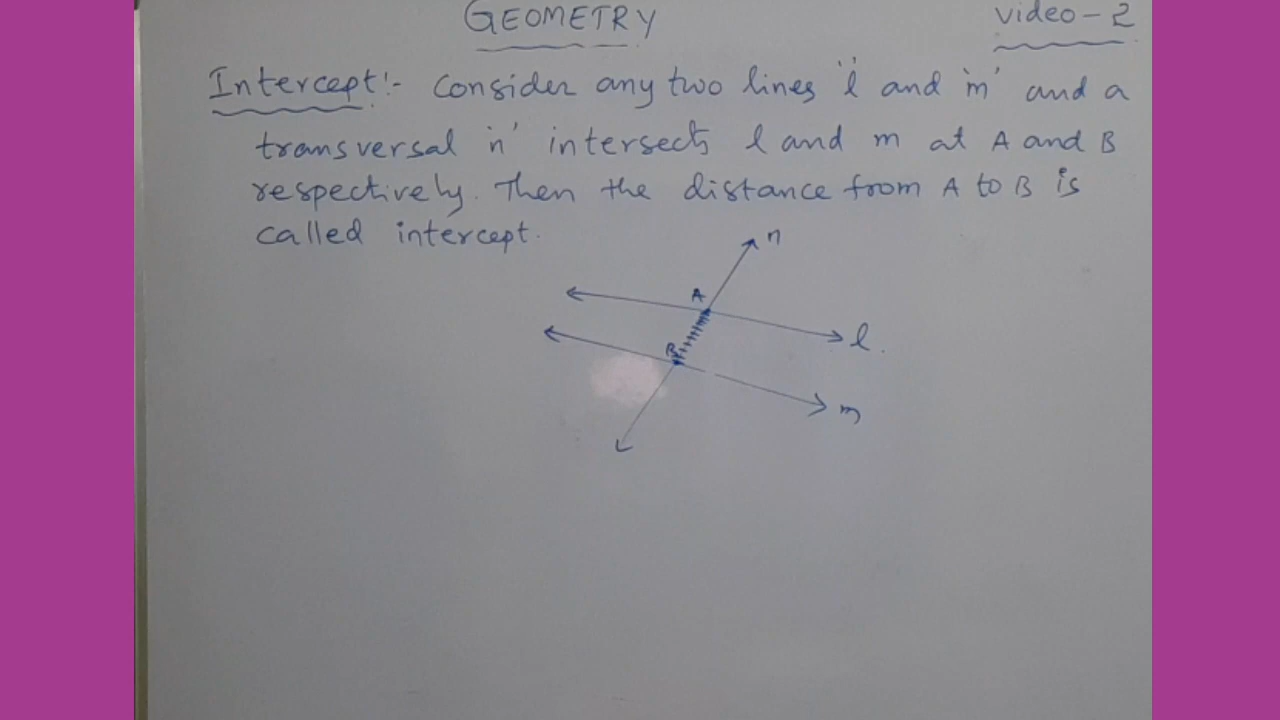 GEOMETRY
video-2
Intercept:- Consider any two lines 'l' and 'm' and a
transversal 'n' intersects l and m at A and B
respectively. Then the distance from A to B is
called intercept.
n
A
l.
B
m